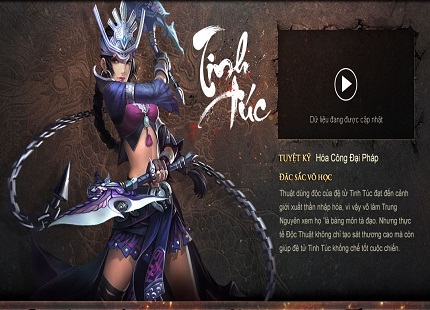 Tinh
Túc
Dữ liệu đang được cập nhật
TUYỆT KỸ Hóa Công Đại Pháp
ĐẶC SẮC VÕ HỌC
Thuật dùng độc của đệ tử Tinh Túc đạt đến cảnh
giới xuất thần nhập hóa, vì vậy võ lâm Trung
Nguyên xem họ "là bàng môn tả đạo. Nhưng thực
tế Độc Thuật không chỉ tạo sát thương cao mà còn
giúp đệ tử Tinh Túc khống chế tốt cuộc chiến.